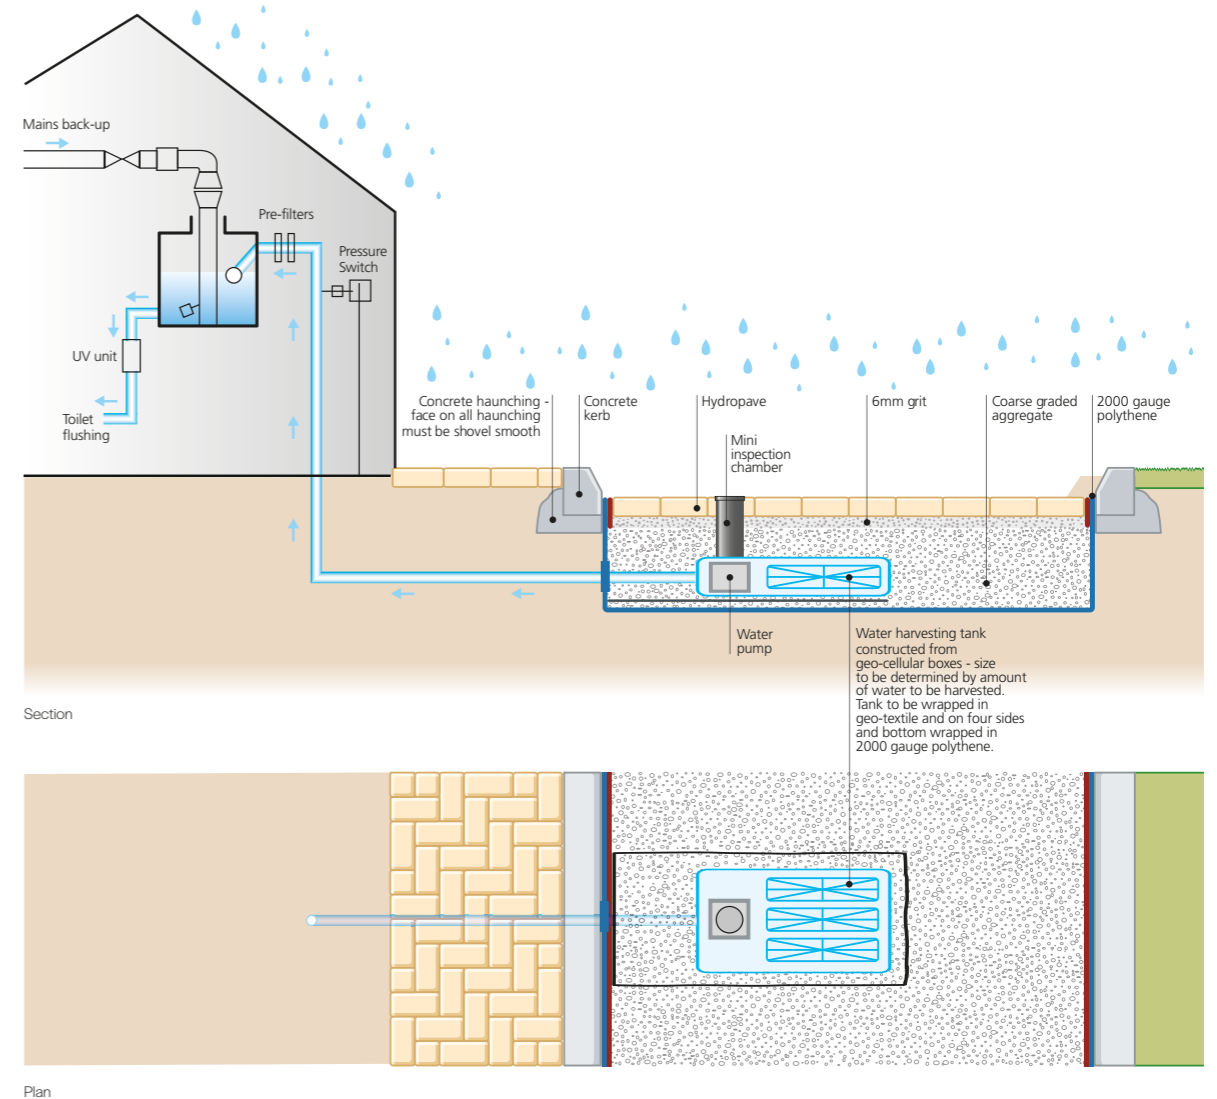 Mains back-up
Pre-filters
Pressure
Switch
UV unit
Toilet
flushing
Concrete haunching -
face on all haunching
must be shovel smooth
Concrete
kerb
Hydropave
Mini
inspection
chamber
6mm grit
Coarse graded
aggregate
2000 gauge
polythene
Water
pump
Water harvesting tank
constructed from
geo-cellular boxes - size
to be determined by amount
of water to be harvested.
Tank to be wrapped in
geo-textile and on four sides
and bottom wrapped in
2000 gauge polythene.
Section
Plan